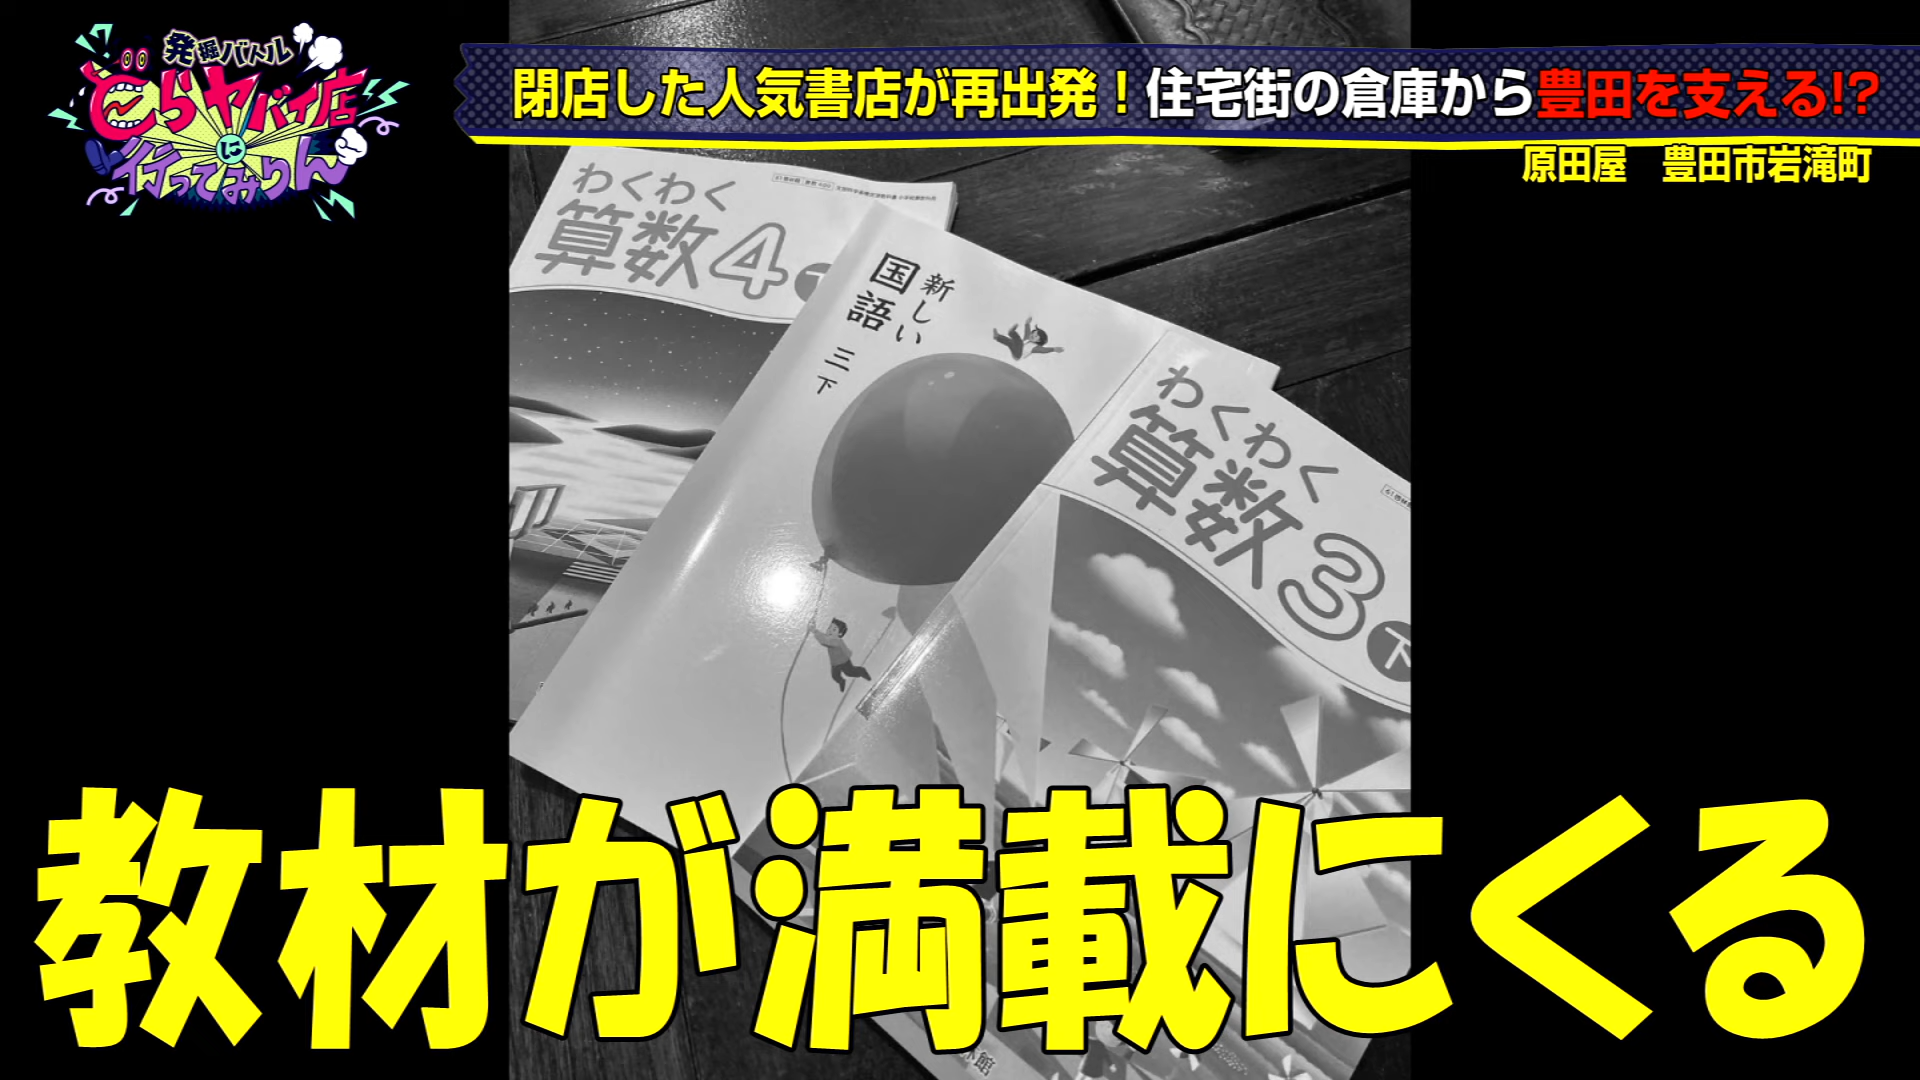 発掘バトル
どらヤバイ店
に
行ってみりん
閉店した人気書店が再出発！住宅街の倉庫から豊田を支える!?
原田屋　豊田市岩滝町
わくわく
算数4
新しい
国語
三下
わくわく
算数3
下
教材が満載にくる